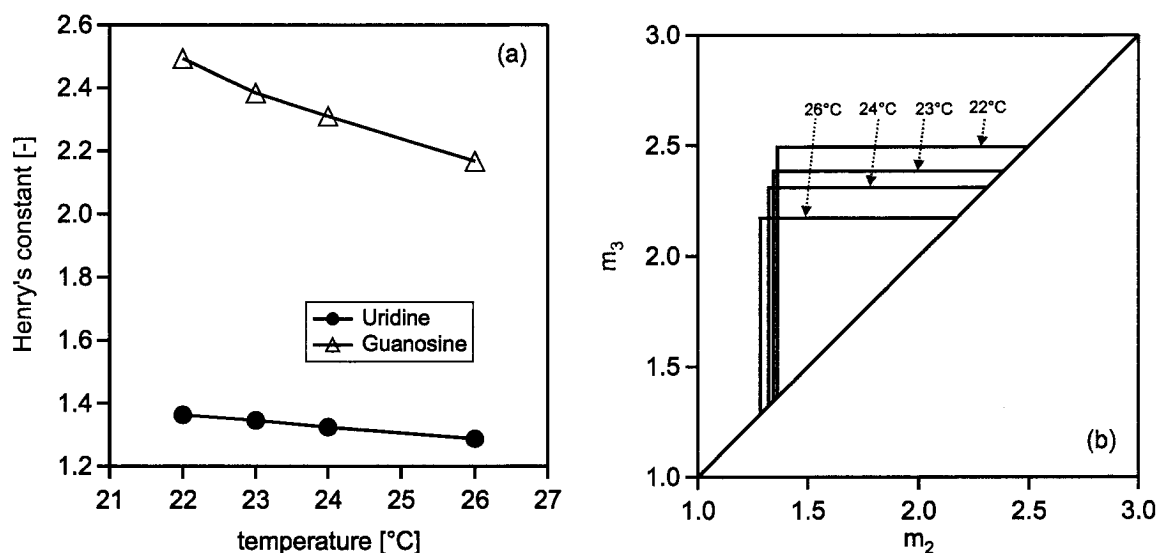 (a)
Henry's constant [-]
2.6
2.4
2.2
2.0
1.8
1.6
1.4
1.2
Uridine
Guanosine
21 22 23 24 25 26 27
temperature [°C]
(b)
m3
3.0
2.5
2.0
1.5
1.0
26°C 24°C 23°C 22°C
1.0 1.5 2.0 2.5 3.0
m2